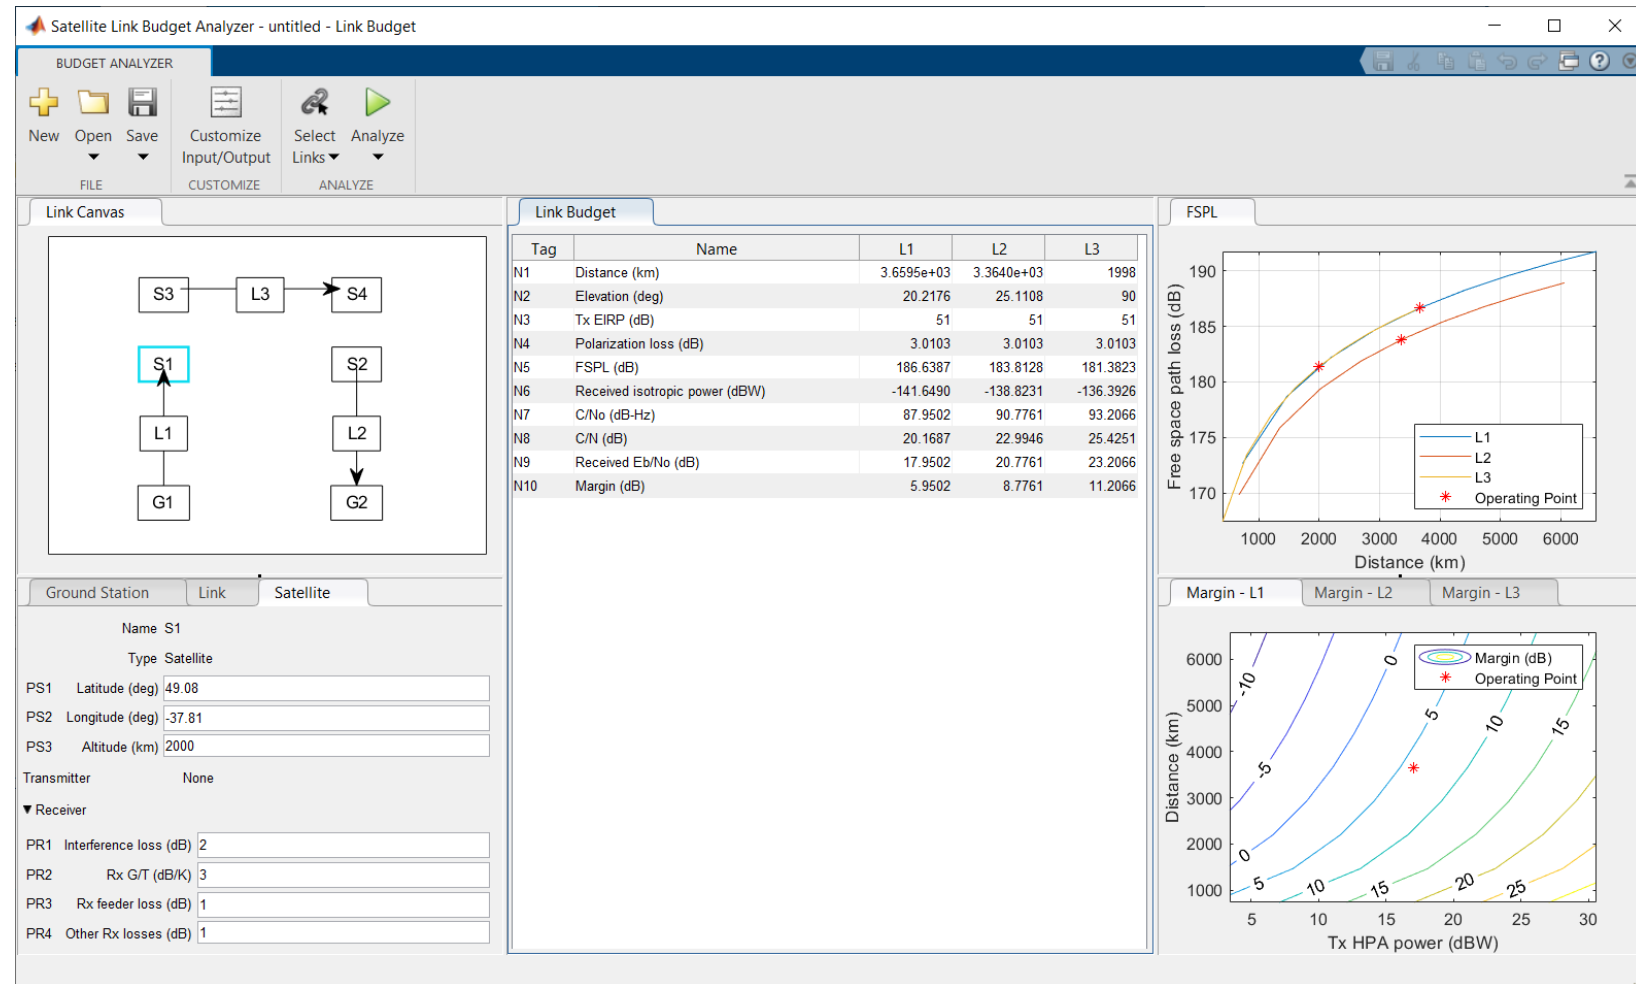 Satellite Link Budget Analyzer - untitled - Link Budget
BUDGET ANALYZER
New Open Save Customize Input/Output Select Links Analyze
FILE CUSTOMIZE ANALYZE
Link Canvas
S3 L3 S4
S1 S2
L1 L2
G1 G2
Ground Station Link Satellite
Name S1
Type Satellite
PS1 Latitude (deg) 49.08
PS2 Longitude (deg) -37.81
PS3 Altitude (km) 2000
Transmitter None
▼ Receiver
PR1 Interference loss (dB) 2
PR2 Rx G/T (dB/K) 3
PR3 Rx feeder loss (dB) 1
PR4 Other Rx losses (dB) 1
Link Budget
Tag Name L1 L2 L3
N1 Distance (km) 3.6595e+03 3.3640e+03 1998
N2 Elevation (deg) 20.2176 25.1108 90
N3 Tx EIRP (dB) 51 51 51
N4 Polarization loss (dB) 3.0103 3.0103 3.0103
N5 FSPL (dB) 186.6387 183.8128 181.3823
N6 Received isotropic power (dBW) -141.6490 -138.8231 -136.3926
N7 C/No (dB-Hz) 87.9502 90.7761 93.2066
N8 C/N (dB) 20.1687 22.9946 25.4251
N9 Received Eb/No (dB) 17.9502 20.7761 23.2066
N10 Margin (dB) 5.9502 8.7761 11.2066
FSPL
Free space path loss (dB)
190
185
180
175
170
L1
L2
L3
Operating Point
1000 2000 3000 4000 5000 6000
Distance (km)
Margin - L1 Margin - L2 Margin - L3
Distance (km)
6000
5000
4000
3000
2000
1000
Margin (dB)
Operating Point
-10 0
5 10 15
-5
0
5 10 15 20 25
5 10 15 20 25 30
Tx HPA power (dBW)